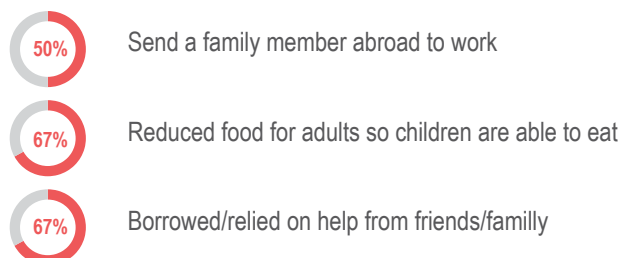 50% Send a family member abroad to work
67% Reduced food for adults so children are able to eat
67% Borrowed/relied on help from friends/familly